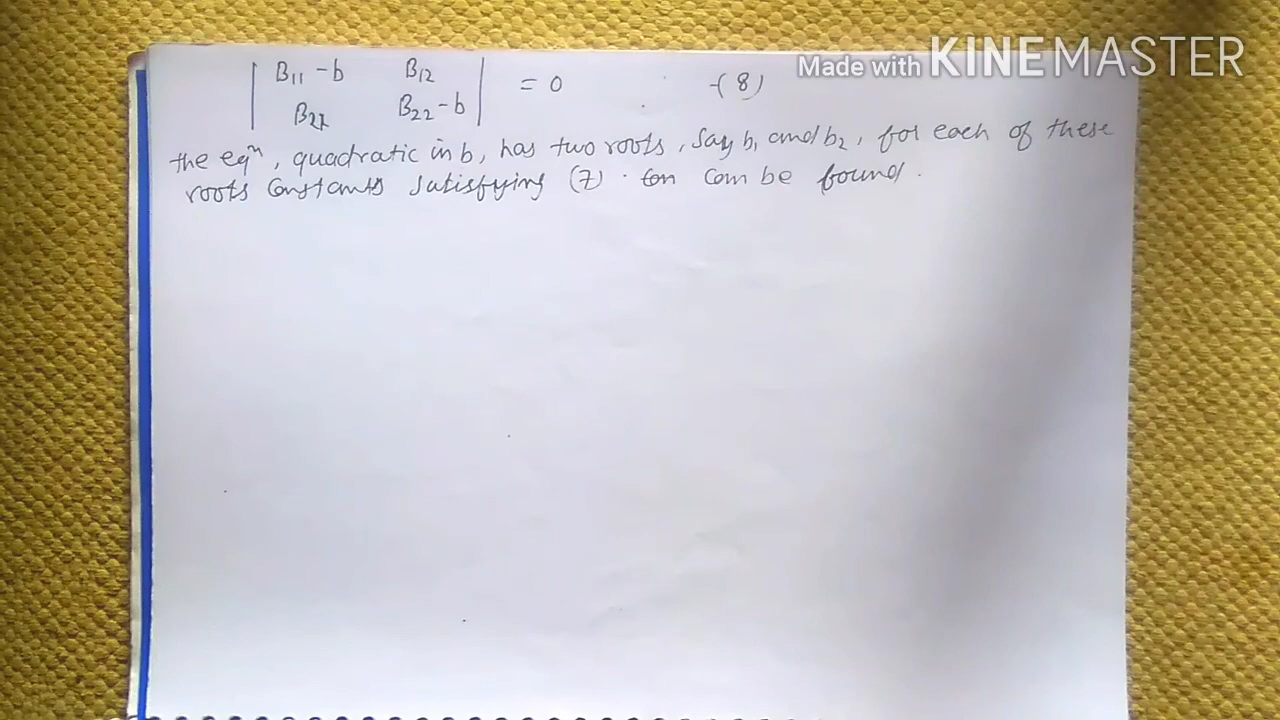 Made with KINEMASTER
| B₁₁ - b B₁₂ |
| B₂₁ B₂₂ - b | = 0 -(8)
the eqⁿ, quadratic in b, has two roots, say b₁ and b₂, for each of these
roots constants satisfying (7) can be found.